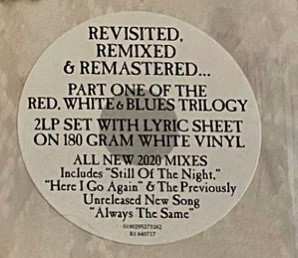 REVISITED,
REMIXED
& REMASTERED...
PART ONE OF THE
RED, WHITE & BLUES TRILOGY
2LP SET WITH LYRIC SHEET
ON 180 GRAM WHITE VINYL
ALL NEW 2020 MIXES
Includes "Still Of The Night,"
"Here I Go Again" & The Previously
Unreleased New Song
"Always The Same"